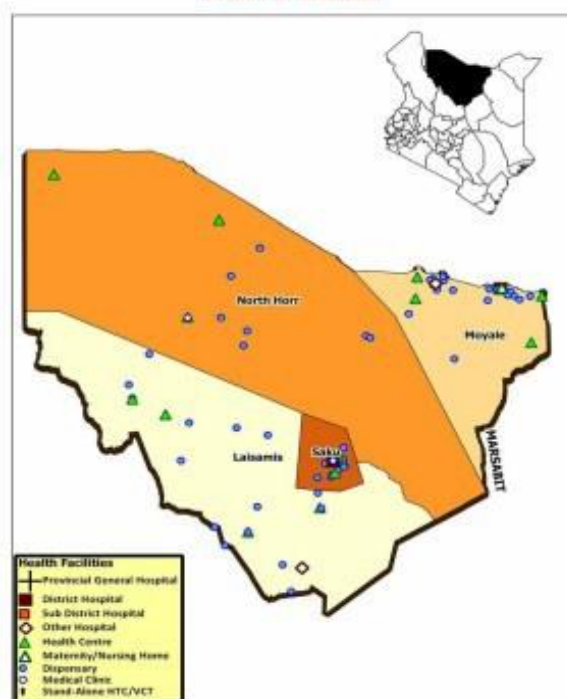 North Horr
Moyale
Laisamis
Saku
MARSABIT
Health Facilities
Provincial General Hospital
District Hospital
Sub District Hospital
Other Hospital
Health Centre
Maternity/Nursing Home
Dispensary
Medical Clinic
Stand-Alone HTC/VCT